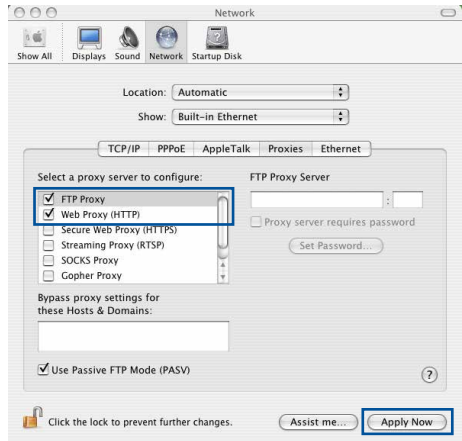 Network
Show All Displays Sound Network Startup Disk
Location: Automatic
Show: Built-in Ethernet
TCP/IP PPPoE AppleTalk Proxies Ethernet
Select a proxy server to configure: FTP Proxy Server
FTP Proxy
:
Web Proxy (HTTP)
Proxy server requires password
Secure Web Proxy (HTTPS)
Streaming Proxy (RTSP) Set Password...
SOCKS Proxy
Gopher Proxy
Bypass proxy settings for
these Hosts & Domains:
Use Passive FTP Mode (PASV) ?
Click the lock to prevent further changes. Assist me... Apply Now